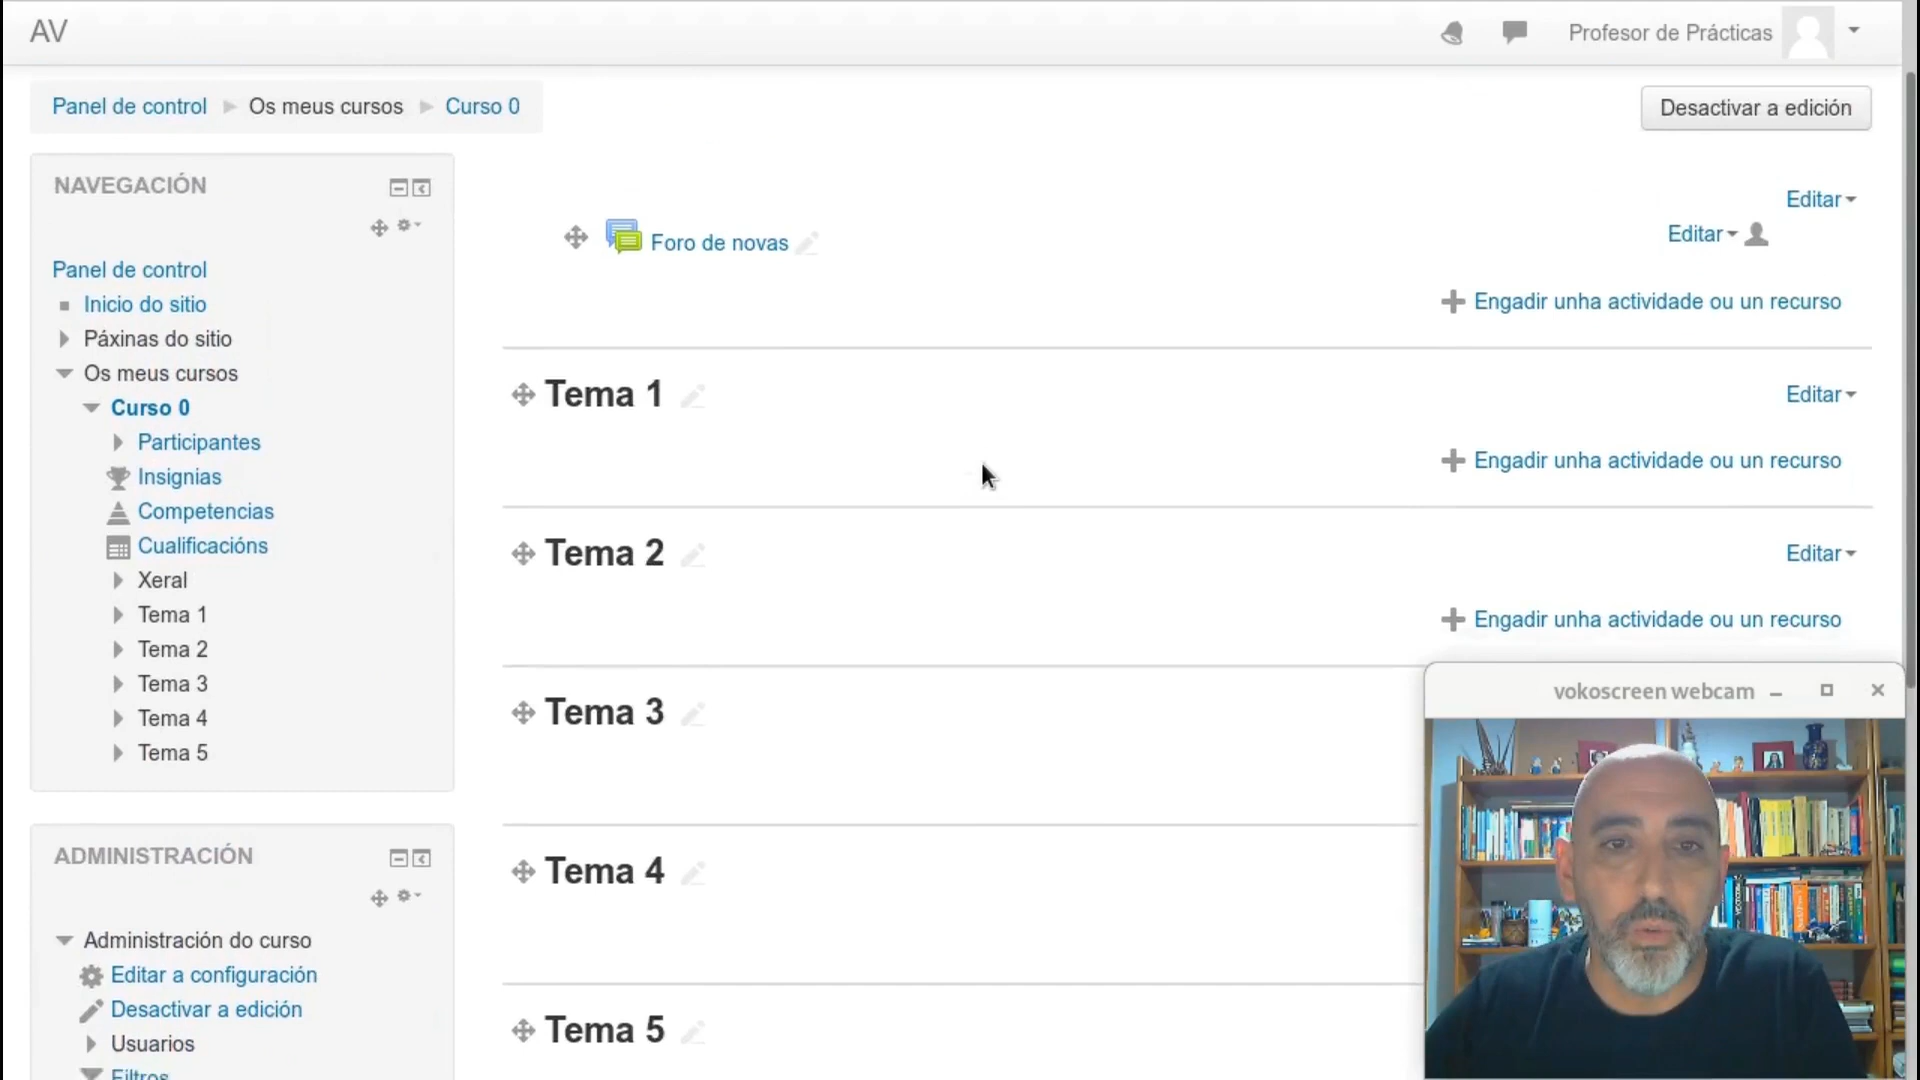 AV
Profesor de Prácticas
Panel de control Os meus cursos Curso 0
Desactivar a edición
NAVEGACIÓN
Panel de control
Inicio do sitio
Páxinas do sitio
Os meus cursos
Curso 0
Participantes
Insignias
Competencias
Cualificacións
Xeral
Tema 1
Tema 2
Tema 3
Tema 4
Tema 5
ADMINISTRACIÓN
Administración do curso
Editar a configuración
Desactivar a edición
Usuarios
Filtros
Editar
Foro de novas
Editar
Engadir unha actividade ou un recurso
Tema 1
Editar
Engadir unha actividade ou un recurso
Tema 2
Editar
Engadir unha actividade ou un recurso
Tema 3
Tema 4
Tema 5
vokoscreen webcam